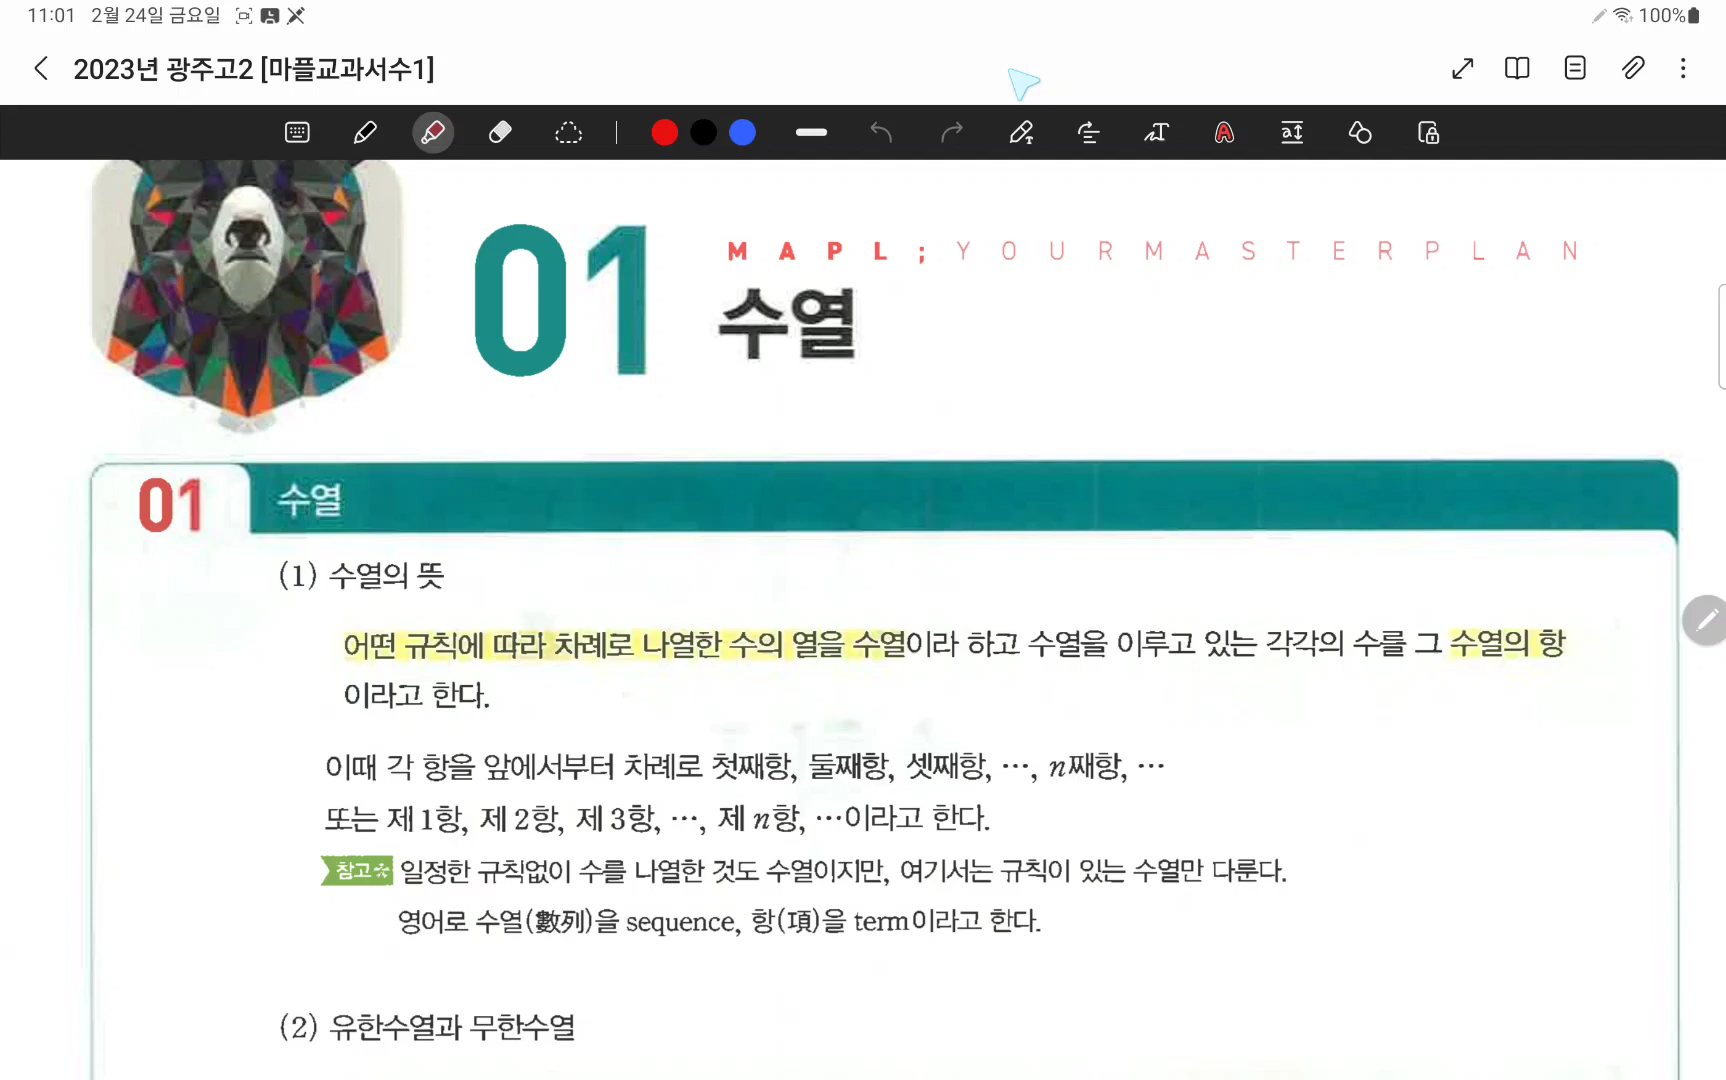 11:01 2월 24일 금요일
100%
2023년 광주고2 [마플교과서수1]
01
MAPL;YOURMASTERPLAN
수열
01 수열
(1) 수열의 뜻
어떤 규칙에 따라 차례로 나열한 수의 열을 수열이라 하고 수열을 이루고 있는 각각의 수를 그 수열의 항
이라고 한다.
이때 각 항을 앞에서부터 차례로 첫째항, 둘째항, 셋째항, ⋯, n째항, ⋯
또는 제1항, 제2항, 제3항, ⋯, 제n항, ⋯이라고 한다.
참고 일정한 규칙없이 수를 나열한 것도 수열이지만, 여기서는 규칙이 있는 수열만 다룬다.
영어로 수열(數列)을 sequence, 항(項)을 term이라고 한다.
(2) 유한수열과 무한수열